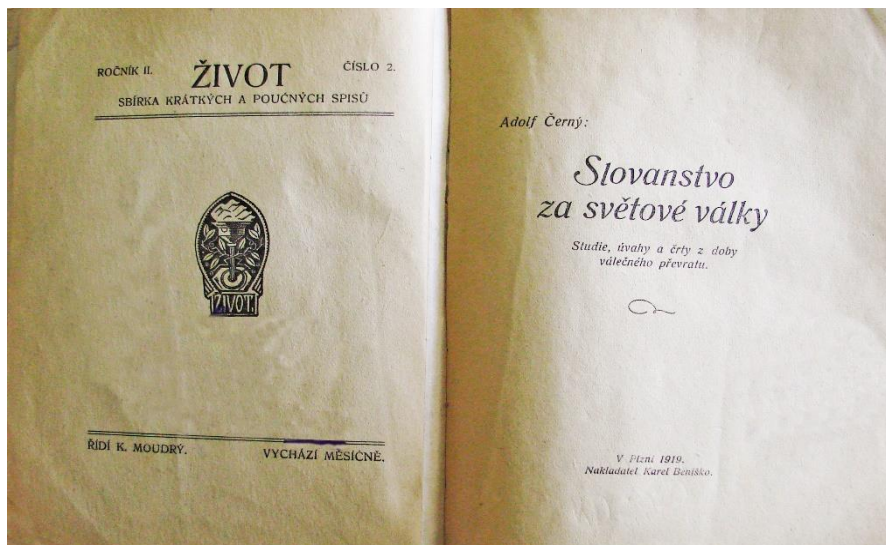 ROČNÍK II.
ŽIVOT
ČÍSLO 2.
SBÍRKA KRÁTKÝCH A POUČNÝCH SPISŮ
ŽIVOT.
ŘÍDÍ K. MOUDRÝ.
VYCHÁZÍ MĚSÍČNĚ.
Adolf Černý:
Slovanstvo
za světové války
Studie, úvahy a črty z doby
válečného převratu.
V Plzni 1919.
Nakladatel Karel Beníško.